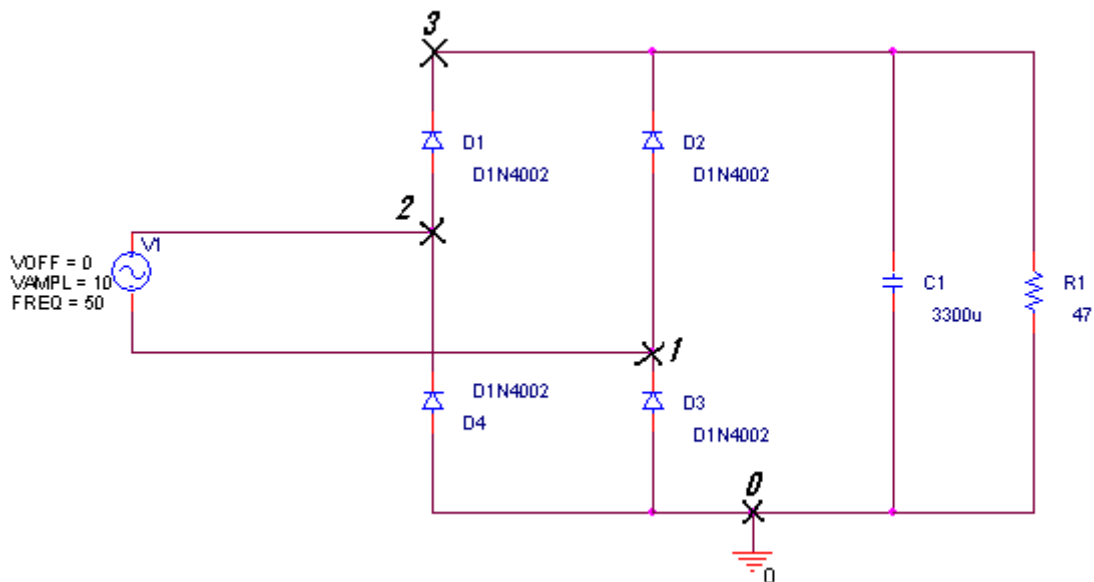 3
D1
D1N4002
D2
D1N4002
2
V1
VOFF = 0
VAMPL = 10
FREQ = 50
C1
3300u
R1
47
1
D1N4002
D4
D3
D1N4002
0
0